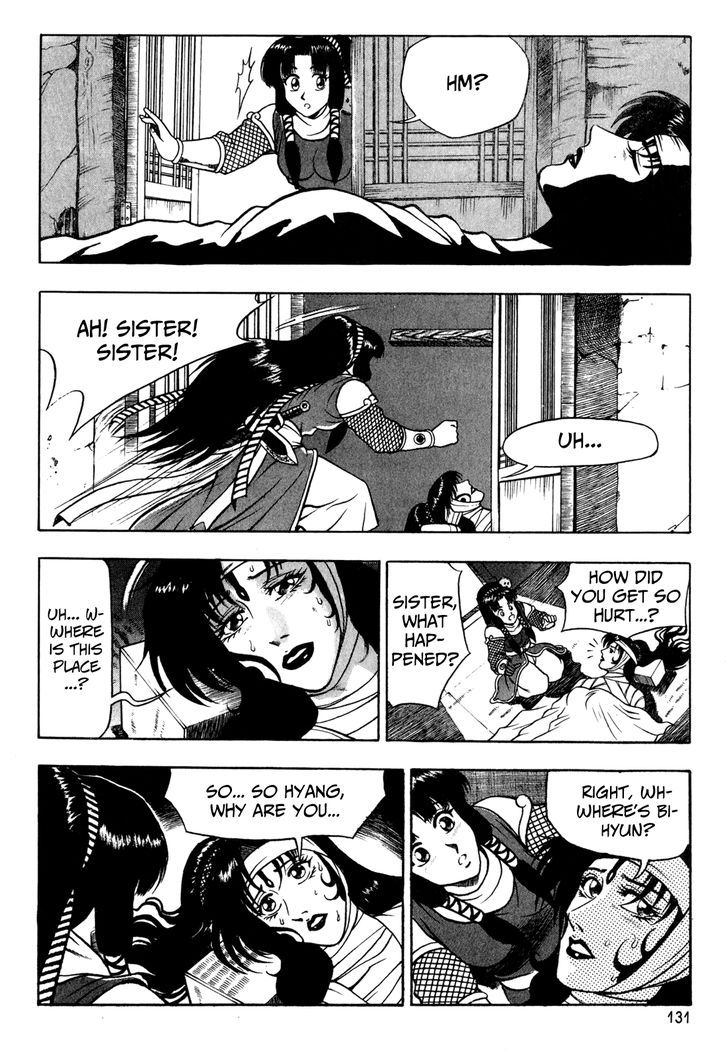 HM?
AH! SISTER!
SISTER!
UH...
UH... W-
WHERE
IS THIS
PLACE
...?
SISTER,
WHAT
HAP-
PENED?
HOW DID
YOU GET SO
HURT...?
SO... SO HYANG,
WHY ARE YOU...
RIGHT, WH-
WHERE'S BI-
HYUN?
131